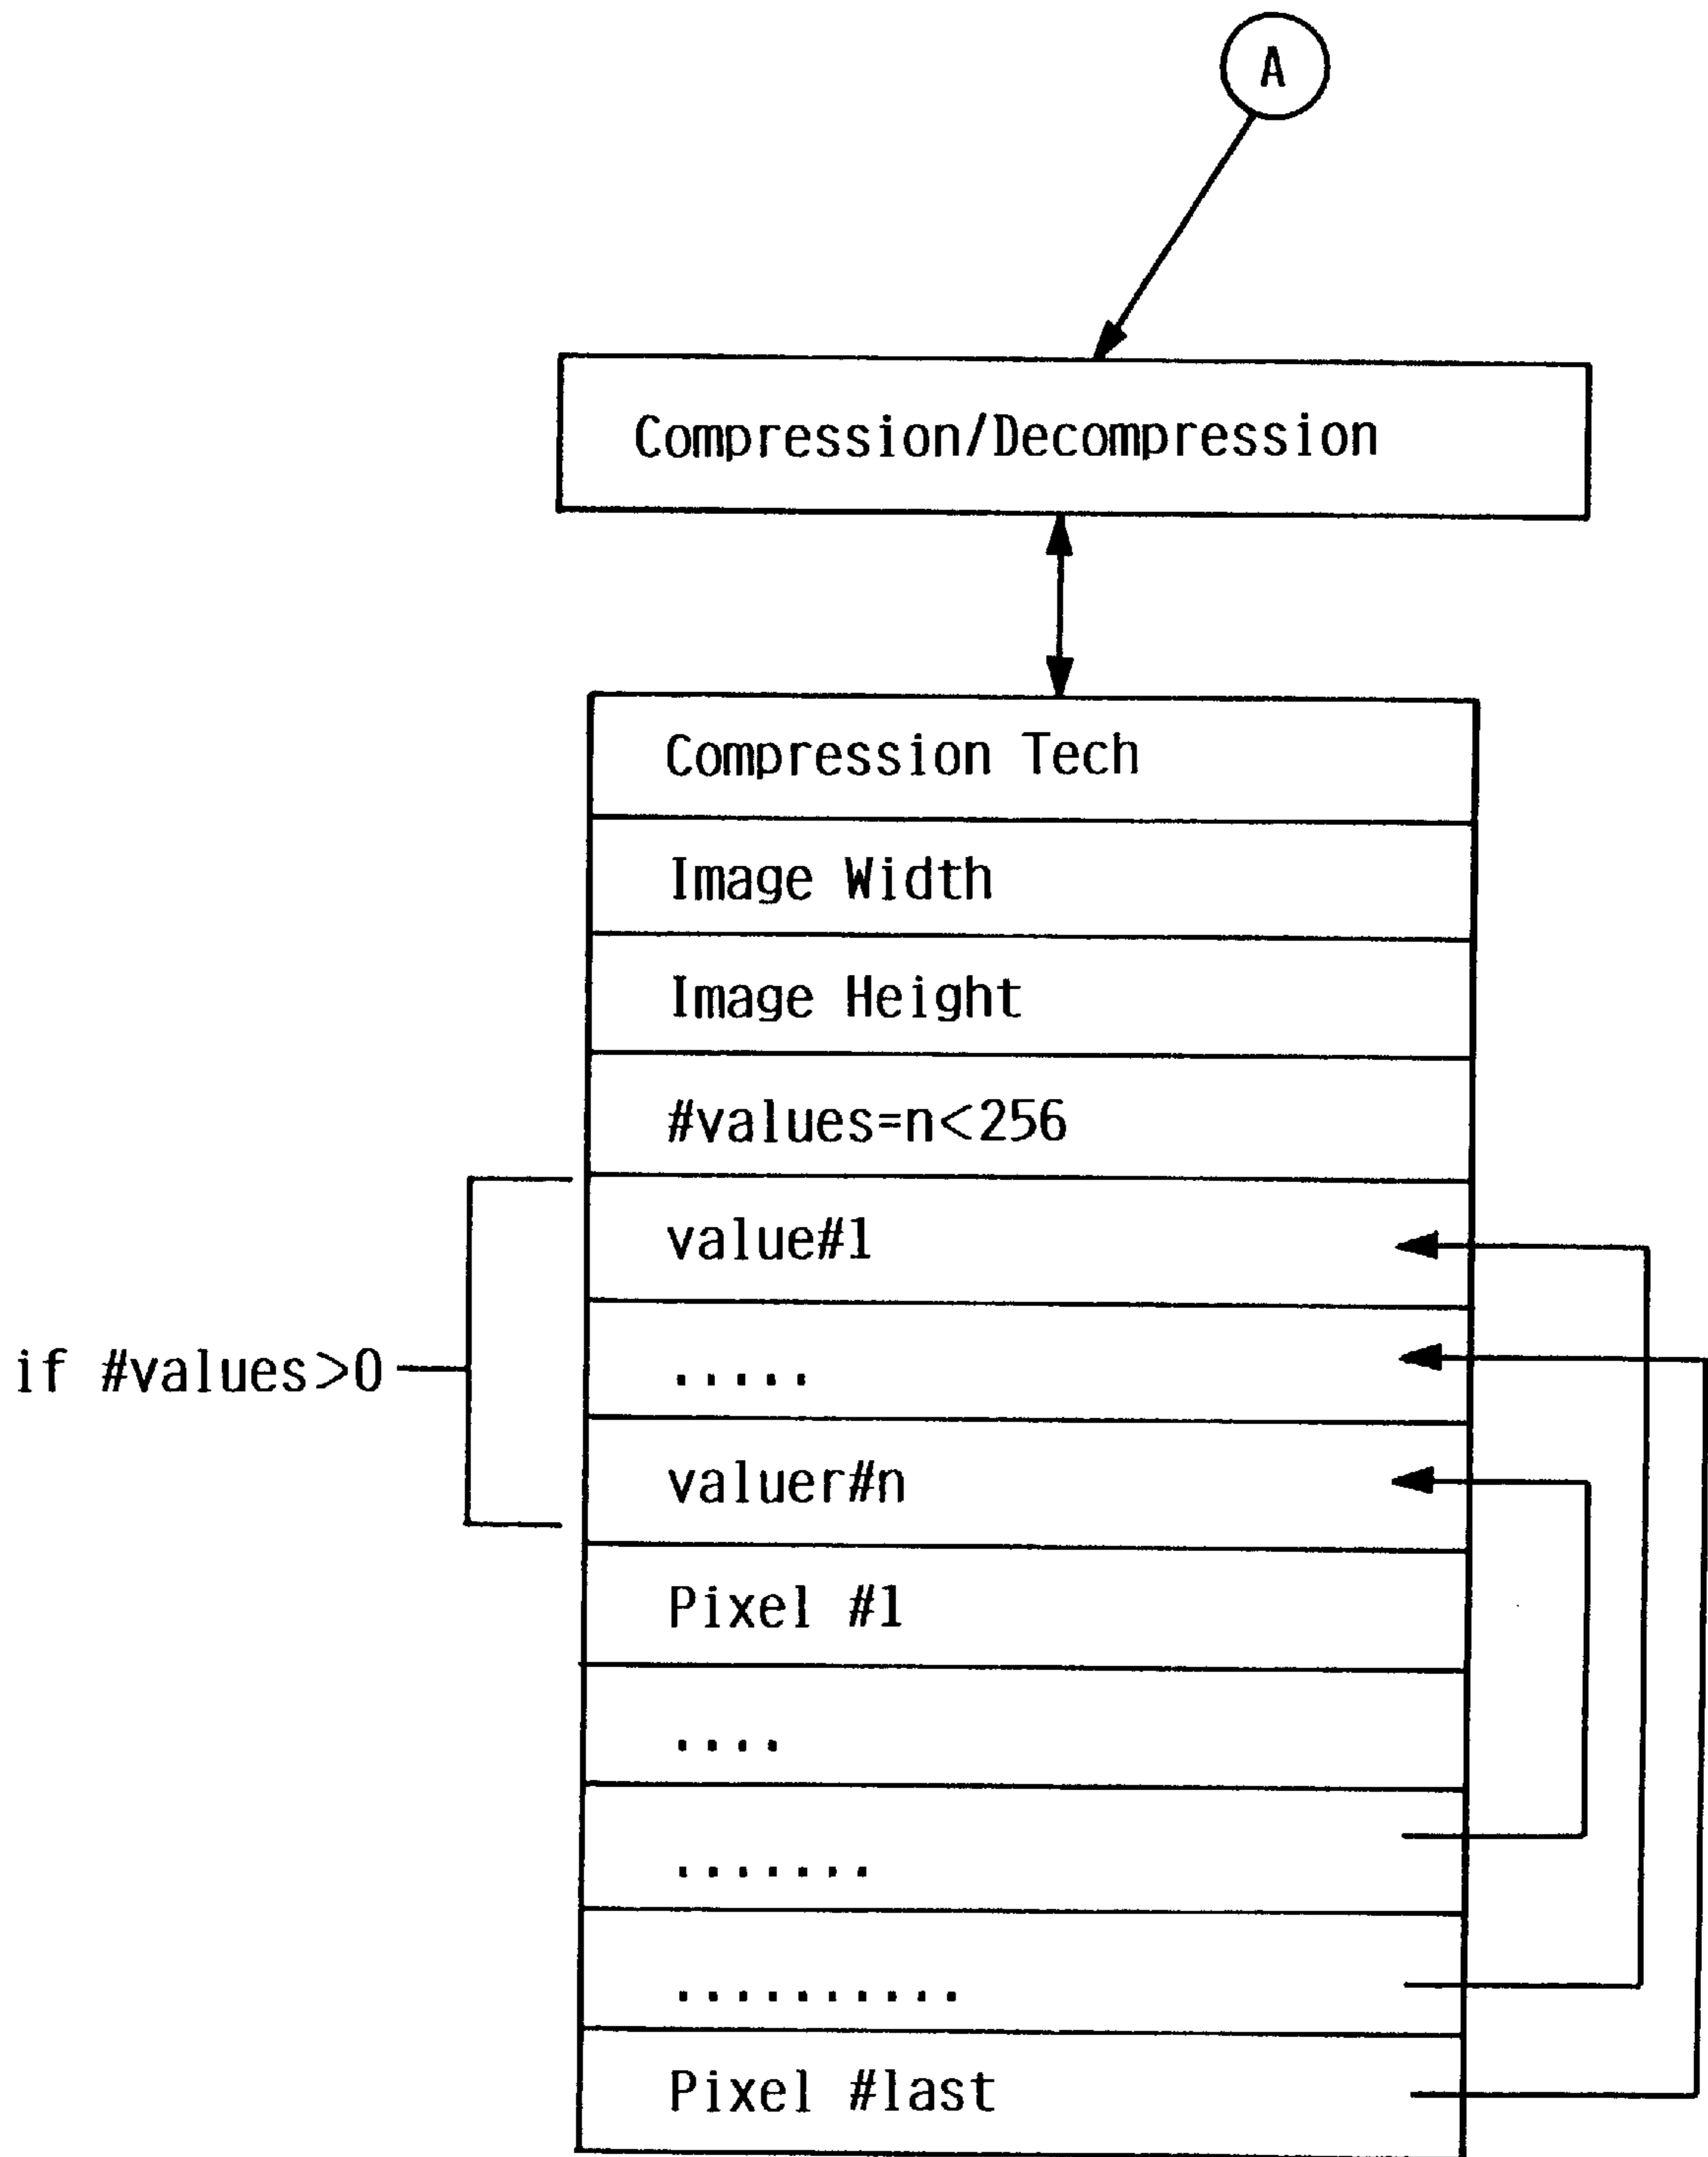 A
Compression/Decompression
Compression Tech
Image Width
Image Height
#values=n<256
value#1
if #values>0
.....
valuer#n
Pixel #1
....
.......
..........
Pixel #last